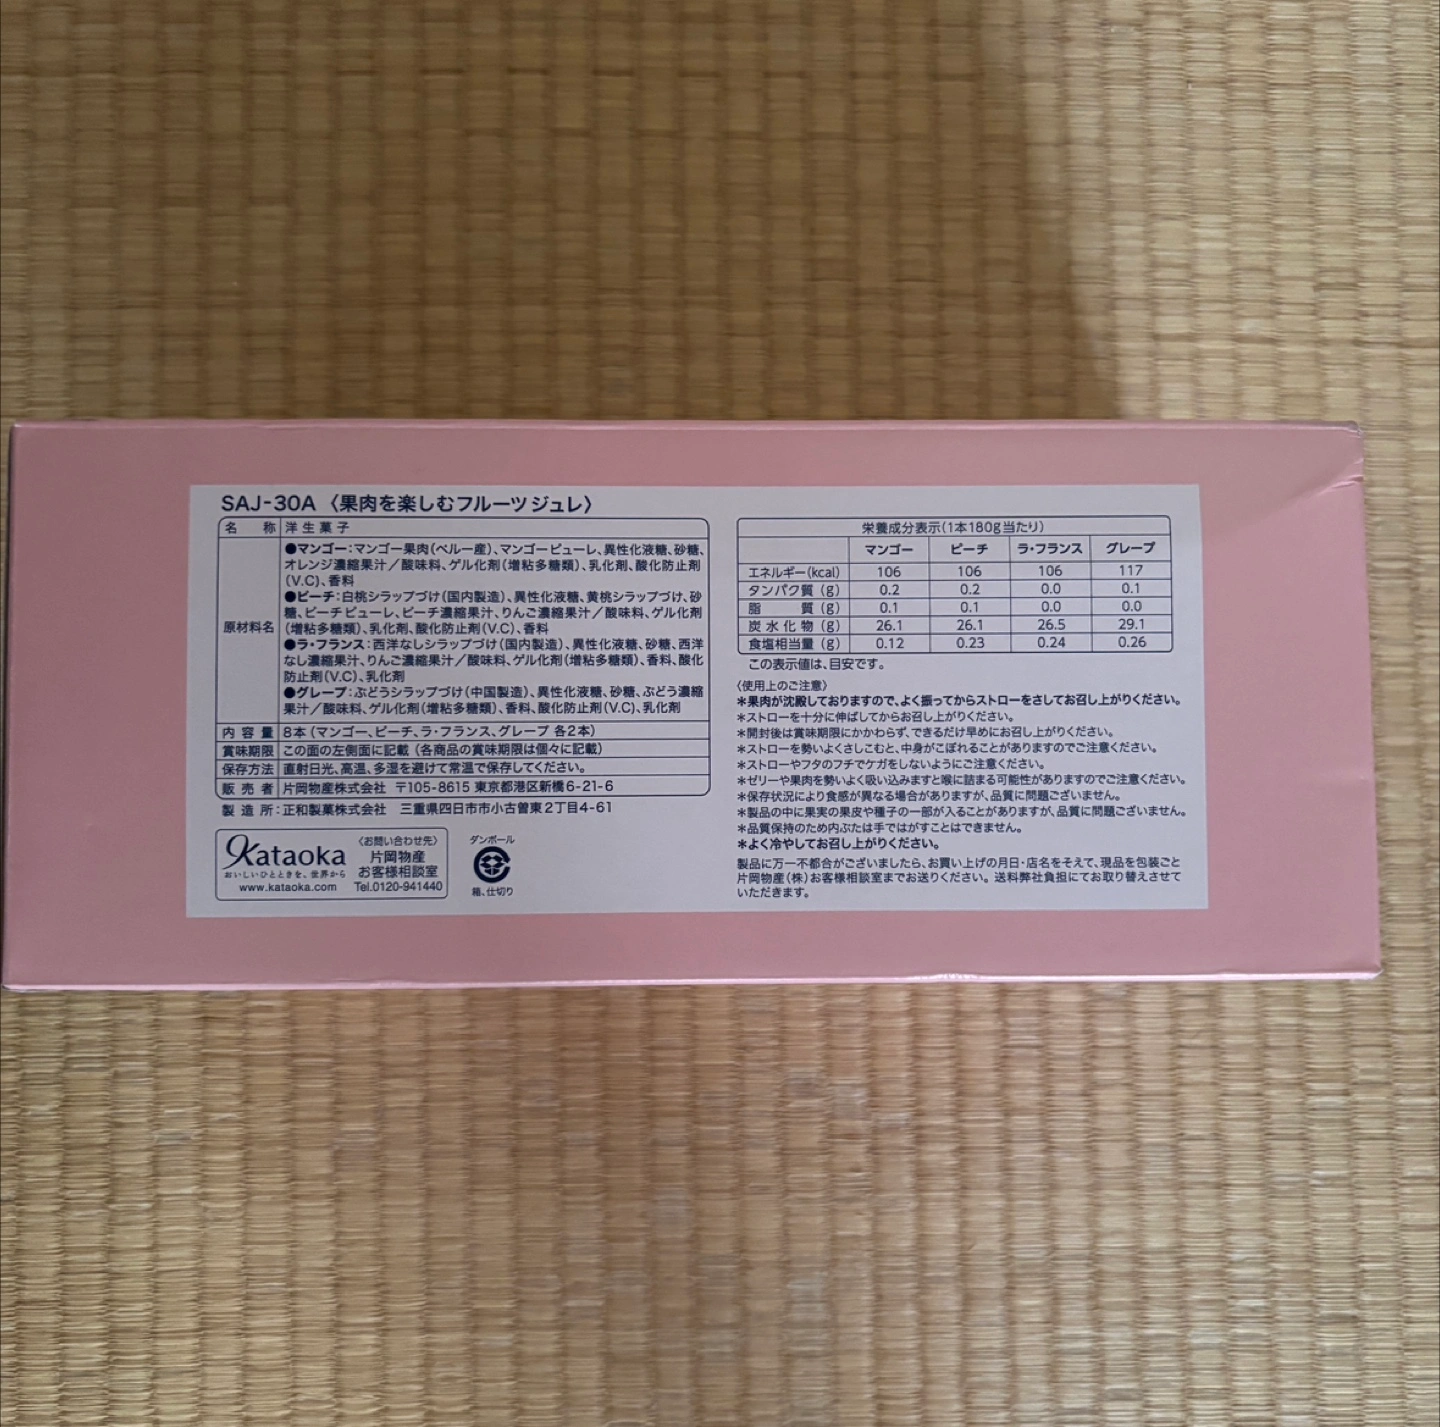 SAJ-30A〈果肉を楽しむフルーツジュレ〉
名称 洋生菓子
原材料名
●マンゴー:マンゴー果肉(ペルー産)、マンゴーピューレ、異性化液糖、砂糖、
オレンジ濃縮果汁/酸味料、ゲル化剤(増粘多糖類)、乳化剤、酸化防止剤
(V.C)、香料
●ピーチ:白桃シラップづけ(国内製造)、異性化液糖、黄桃シラップづけ、砂
糖、ピーチピューレ、ピーチ濃縮果汁、りんご濃縮果汁/酸味料、ゲル化剤
(増粘多糖類)、乳化剤、酸化防止剤(V.C)、香料
●ラ・フランス:西洋なしシラップづけ(国内製造)、異性化液糖、砂糖、西洋
なし濃縮果汁、りんご濃縮果汁/酸味料、ゲル化剤(増粘多糖類)、香料、酸化
防止剤(V.C)、乳化剤
●グレープ:ぶどうシラップづけ(中国製造)、異性化液糖、砂糖、ぶどう濃縮
果汁/酸味料、ゲル化剤(増粘多糖類)、香料、酸化防止剤(V.C)、乳化剤
内容量 8本(マンゴー、ピーチ、ラ・フランス、グレープ 各2本)
賞味期限 この面の左側面に記載(各商品の賞味期限は個々に記載)
保存方法 直射日光、高温、多湿を避けて常温で保存してください。
販売者 片岡物産株式会社 〒105-8615 東京都港区新橋6-21-6
製造所:正和製菓株式会社 三重県四日市市小古曽東2丁目4-61
Kataoka
おいしいひとときを、世界から
www.kataoka.com
〈お問い合わせ先〉
片岡物産
お客様相談室
Tel.0120-941440
ダンボール
箱、仕切り
栄養成分表示(1本180g当たり)
マンゴー ピーチ ラ・フランス グレープ
エネルギー(kcal) 106 106 106 117
タンパク質(g) 0.2 0.2 0.0 0.1
脂質(g) 0.1 0.1 0.0 0.0
炭水化物(g) 26.1 26.1 26.5 29.1
食塩相当量(g) 0.12 0.23 0.24 0.26
この表示値は、目安です。
〈使用上のご注意〉
*果肉が沈殿しておりますので、よく振ってからストローをさしてお召し上がりください。
*ストローを十分に伸ばしてからお召し上がりください。
*開封後は賞味期限にかかわらず、できるだけ早めにお召し上がりください。
*ストローを勢いよくさしこむと、中身がこぼれることがありますのでご注意ください。
*ストローやフタのフチでケガをしないようにご注意ください。
*ゼリーや果肉を勢いよく吸い込みますと喉に詰まる可能性がありますのでご注意ください。
*保存状況により食感が異なる場合がありますが、品質に問題ございません。
*製品の中に果実の果皮や種子の一部が入ることがありますが、品質に問題ございません。
*品質保持のため内ぶたは手ではがすことはできません。
*よく冷やしてお召し上がりください。
製品に万一不都合がございましたら、お買い上げの月日・店名をそえて、現品を包装ごと
片岡物産(株)お客様相談室までお送りください。送料弊社負担にてお取り替えさせて
いただきます。